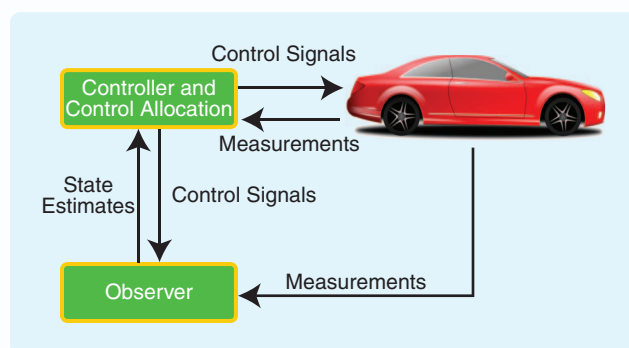 Control Signals
Controller and
Control Allocation
Measurements
State
Estimates
Control Signals
Observer
Measurements